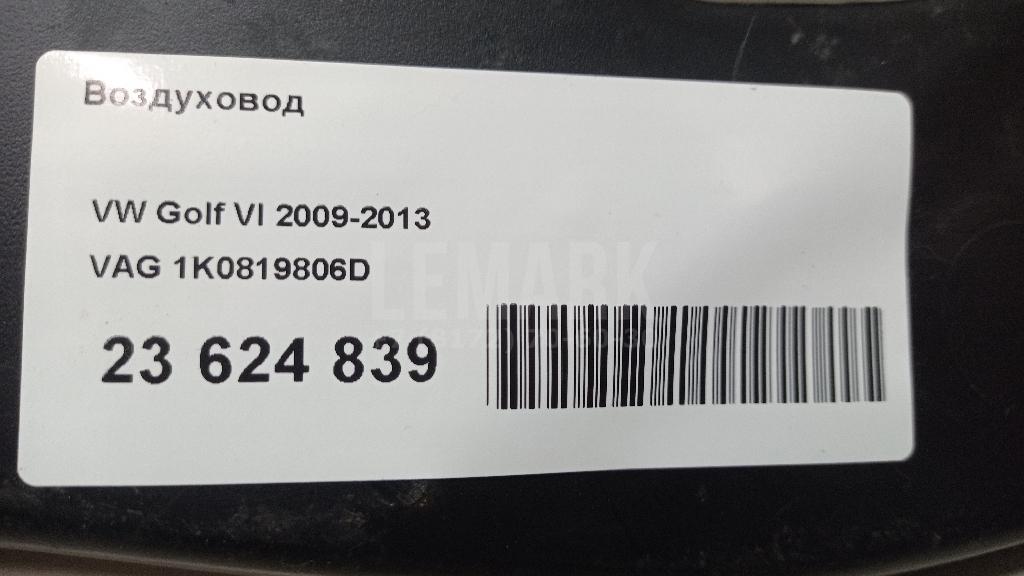 Воздуховод
VW Golf VI 2009-2013
VAG 1K0819806D
LEMARK
23 624 839